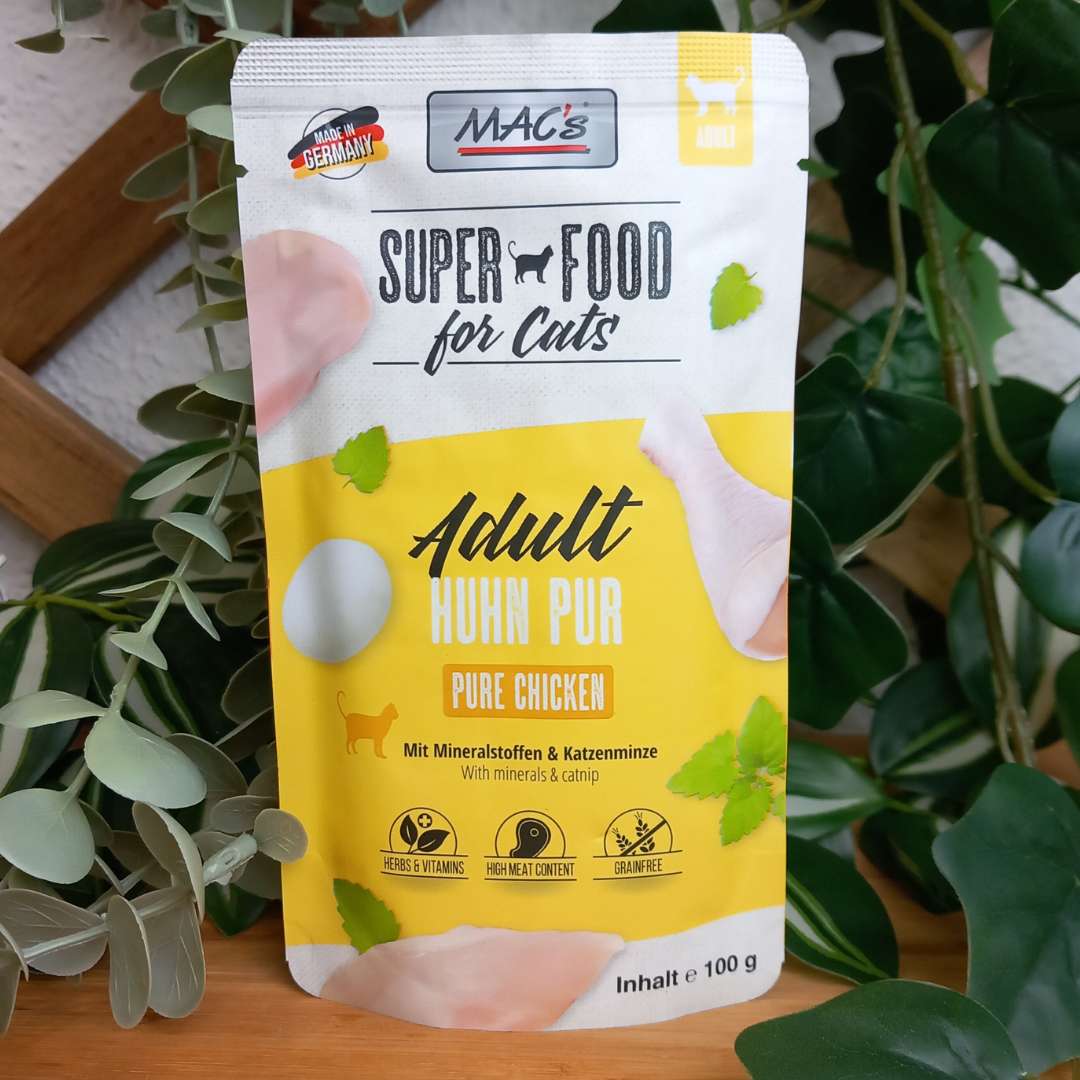 MADE IN
GERMANY
MAC's
ADULT
SUPER FOOD
for Cats
Adult
HUHN PUR
PURE CHICKEN
Mit Mineralstoffen & Katzenminze
With minerals & catnip
HERBS & VITAMINS
HIGH MEAT CONTENT
GRAINFREE
Inhalt ℮ 100 g